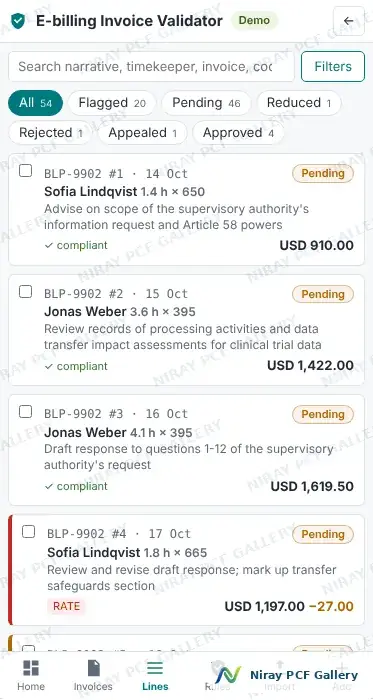 E-billing Invoice Validator Demo ←
Search narrative, timekeeper, invoice, coc Filters
All 54 Flagged 20 Pending 46 Reduced 1
Rejected 1 Appealed 1 Approved 4
BLP-9902 #1 · 14 Oct Pending
Sofia Lindqvist 1.4 h × 650
Advise on scope of the supervisory authority's
information request and Article 58 powers
✓ compliant USD 910.00
BLP-9902 #2 · 15 Oct Pending
Jonas Weber 3.6 h × 395
Review records of processing activities and data
transfer impact assessments for clinical trial data
✓ compliant USD 1,422.00
BLP-9902 #3 · 16 Oct Pending
Jonas Weber 4.1 h × 395
Draft response to questions 1-12 of the supervisory
authority's request
✓ compliant USD 1,619.50
BLP-9902 #4 · 17 Oct Pending
Sofia Lindqvist 1.8 h × 665
Review and revise draft response; mark up transfer
safeguards section
RATE USD 1,197.00 −27.00
Home Invoices Lines
Niray PCF Gallery
NIRAY PCF GALLERY